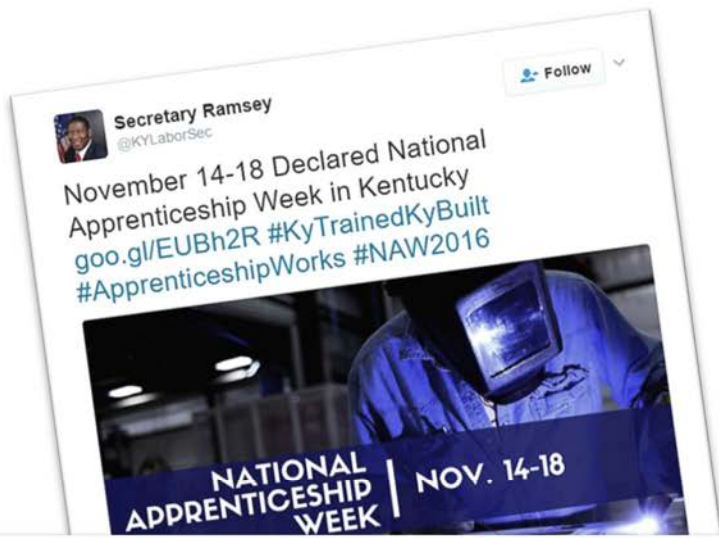 Secretary Ramsey
@KYLaborSec
Follow
November 14-18 Declared National
Apprenticeship Week in Kentucky
goo.gl/EUBh2R #KyTrainedKyBuilt
#ApprenticeshipWorks #NAW2016
NATIONAL
APPRENTICESHIP
WEEK
NOV. 14-18